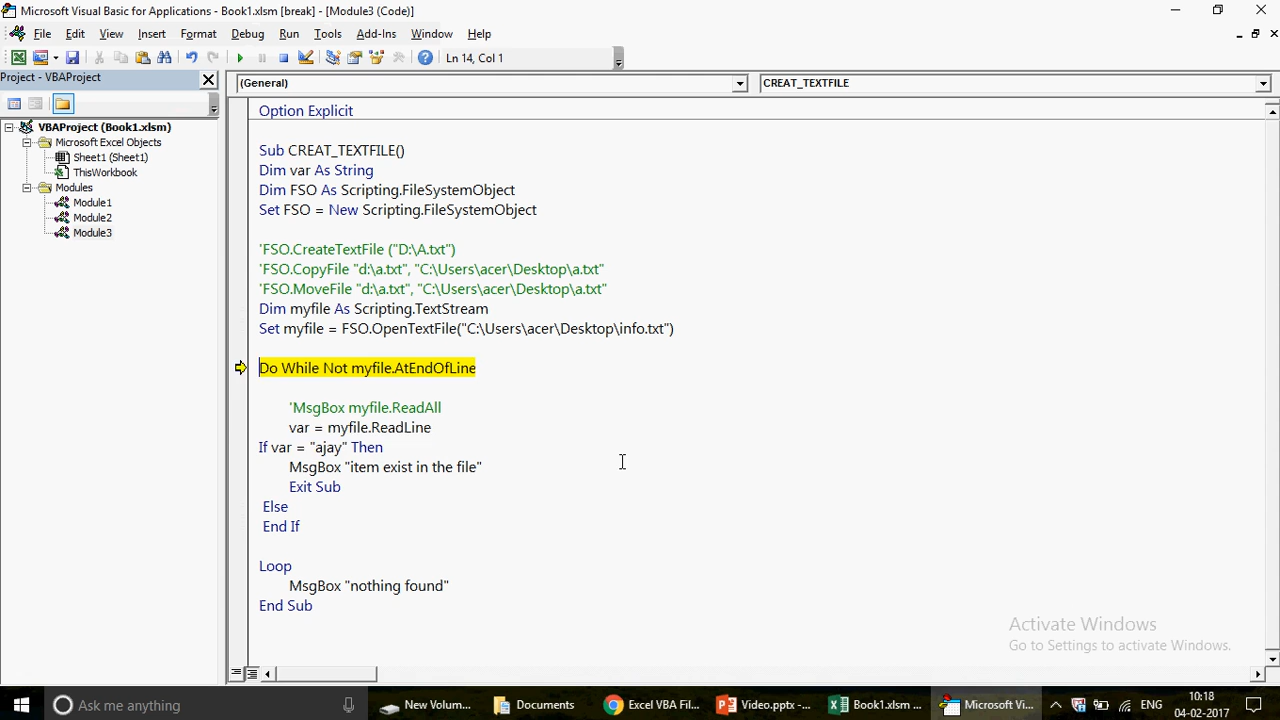 Microsoft Visual Basic for Applications - Book1.xlsm [break] - [Module3 (Code)]
File Edit View Insert Format Debug Run Tools Add-Ins Window Help
Ln 14, Col 1
Project - VBAProject
(General)
CREAT_TEXTFILE
VBAProject (Book1.xlsm)
Microsoft Excel Objects
Sheet1 (Sheet1)
ThisWorkbook
Modules
Module1
Module2
Module3
Option Explicit
Sub CREAT_TEXTFILE()
Dim var As String
Dim FSO As Scripting.FileSystemObject
Set FSO = New Scripting.FileSystemObject
'FSO.CreateTextFile ("D:\A.txt")
'FSO.CopyFile "d:\a.txt", "C:\Users\acer\Desktop\a.txt"
'FSO.MoveFile "d:\a.txt", "C:\Users\acer\Desktop\a.txt"
Dim myfile As Scripting.TextStream
Set myfile = FSO.OpenTextFile("C:\Users\acer\Desktop\info.txt")
Do While Not myfile.AtEndOfLine
'MsgBox myfile.ReadAll
var = myfile.ReadLine
If var = "ajay" Then
MsgBox "item exist in the file"
Exit Sub
Else
End If
Loop
MsgBox "nothing found"
End Sub
Activate Windows
Go to Settings to activate Windows.
Ask me anything
New Volum...
Documents
Excel VBA Fil...
Video.pptx -...
Book1.xlsm ...
Microsoft Vi...
ENG
10:18
04-02-2017